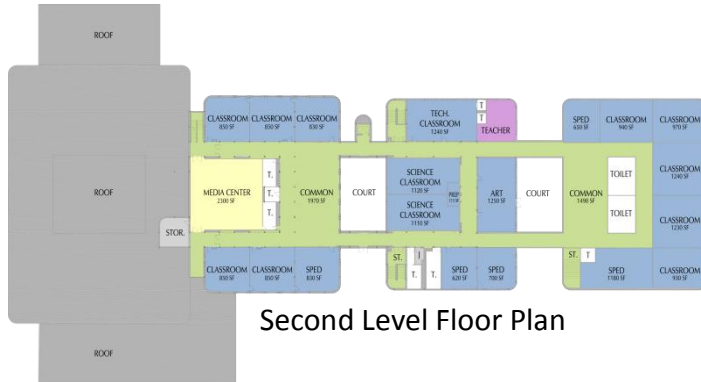 ROOF
CLASSROOM
850 SF
CLASSROOM
850 SF
CLASSROOM
830 SF
TECH.
CLASSROOM
1240 SF
T
T
TEACHER
SPED
650 SF
CLASSROOM
940 SF
CLASSROOM
970 SF
ROOF
MEDIA CENTER
2300 SF
T.
T.
T.
COMMON
1970 SF
COURT
SCIENCE
CLASSROOM
1120 SF
SCIENCE
CLASSROOM
1110 SF
PREP
ART
1250 SF
COURT
COMMON
1490 SF
TOILET
TOILET
CLASSROOM
1240 SF
CLASSROOM
1230 SF
STOR.
CLASSROOM
850 SF
CLASSROOM
850 SF
SPED
830 SF
ST.
T.
T.
SPED
620 SF
SPED
700 SF
ST.
T
SPED
1180 SF
CLASSROOM
930 SF
Second Level Floor Plan
ROOF